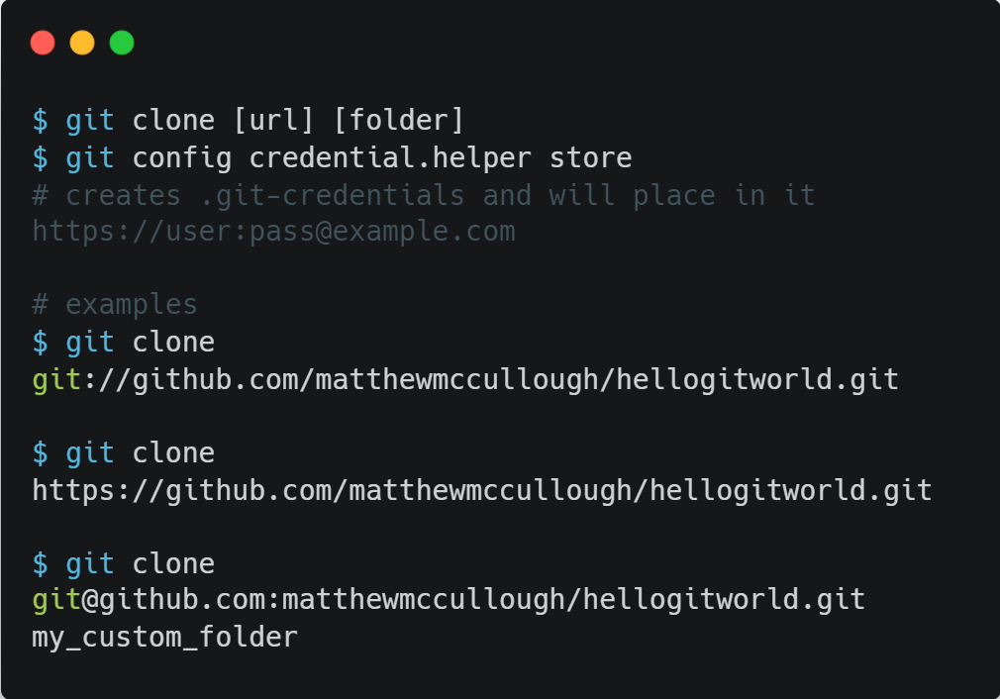 $ git clone [url] [folder]
$ git config credential.helper store
# creates .git-credentials and will place in it
https://user:pass@example.com
# examples
$ git clone
git://github.com/matthewmccullough/hellogitworld.git
$ git clone
https://github.com/matthewmccullough/hellogitworld.git
$ git clone
git@github.com:matthewmccullough/hellogitworld.git
my_custom_folder